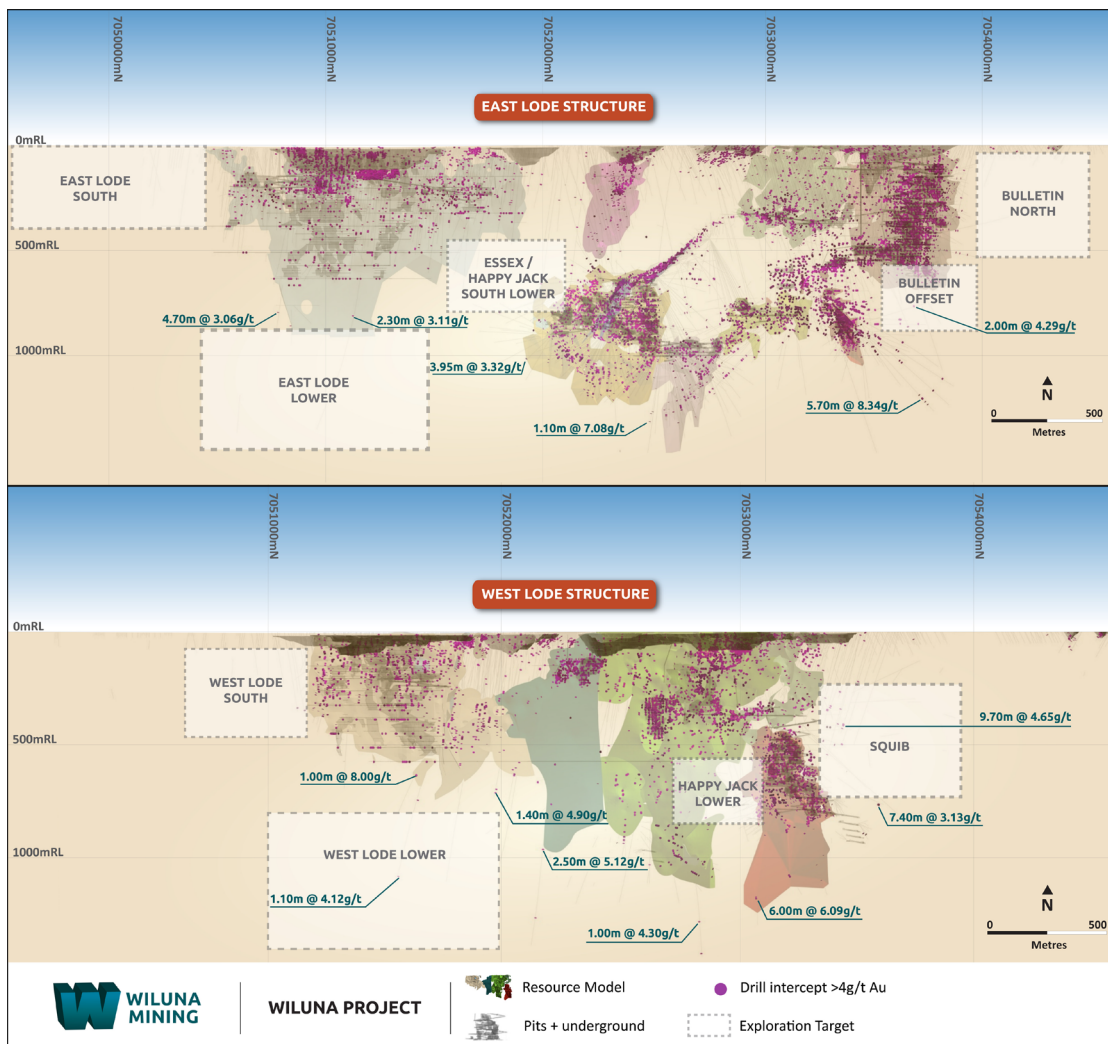 7050000mN
7051000mN
7052000mN
7053000mN
7054000mN
EAST LODE STRUCTURE
0mRL
EAST LODE
SOUTH
BULLETIN
NORTH
500mRL
ESSEX /
HAPPY JACK
SOUTH LOWER
BULLETIN
OFFSET
4.70m @ 3.06g/t
2.30m @ 3.11g/t
2.00m @ 4.29g/t
1000mRL
3.95m @ 3.32g/t
EAST LODE
LOWER
5.70m @ 8.34g/t
1.10m @ 7.08g/t
N
0 500
Metres
7051000mN
7052000mN
7053000mN
7054000mN
WEST LODE STRUCTURE
0mRL
WEST LODE
SOUTH
9.70m @ 4.65g/t
500mRL
SQUIB
1.00m @ 8.00g/t
HAPPY JACK
LOWER
1.40m @ 4.90g/t
7.40m @ 3.13g/t
1000mRL
WEST LODE LOWER
2.50m @ 5.12g/t
1.10m @ 4.12g/t
6.00m @ 6.09g/t
1.00m @ 4.30g/t
N
0 500
Metres
WILUNA
MINING
WILUNA PROJECT
Resource Model
Drill intercept >4g/t Au
Pits + underground
Exploration Target